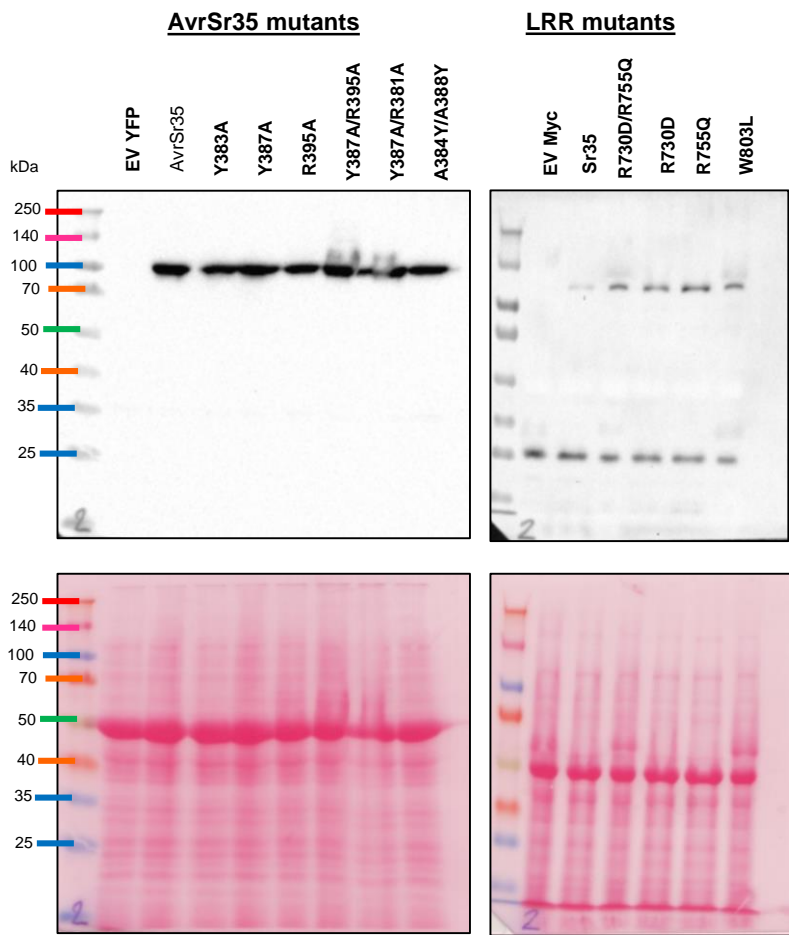 AvrSr35 mutants
LRR mutants
EV YFP
AvrSr35
Y383A
Y387A
R395A
Y387A/R395A
Y387A/R381A
A384Y/A388Y
EV Myc
Sr35
R730D/R755Q
R730D
R755Q
W803L
kDa
250
140
100
70
50
40
35
25
2
2
250
140
100
70
50
40
35
25
2
2